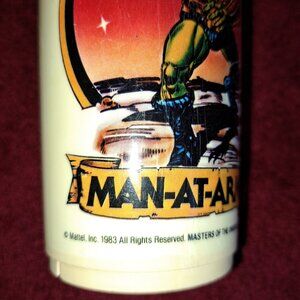 MAN-AT-AR
© Mattel, Inc. 1983 All Rights Reserved. MASTERS OF THE